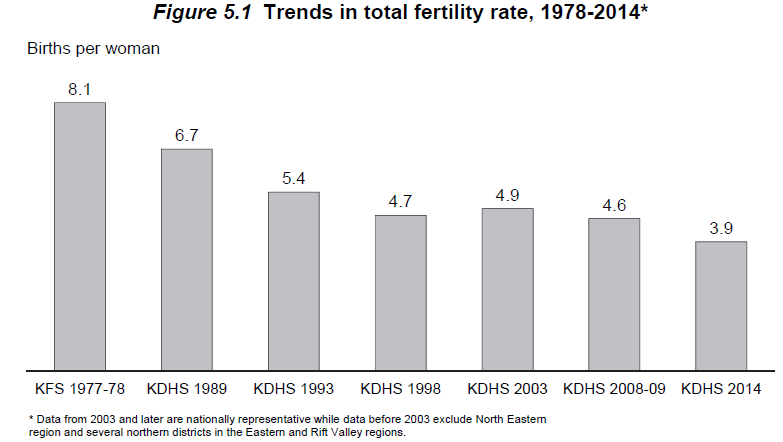 Figure 5.1 Trends in total fertility rate, 1978-2014*
Births per woman
8.1
6.7
5.4
4.7
4.9
4.6
3.9
KFS 1977-78 KDHS 1989 KDHS 1993 KDHS 1998 KDHS 2003 KDHS 2008-09 KDHS 2014
* Data from 2003 and later are nationally representative while data before 2003 exclude North Eastern
region and several northern districts in the Eastern and Rift Valley regions.